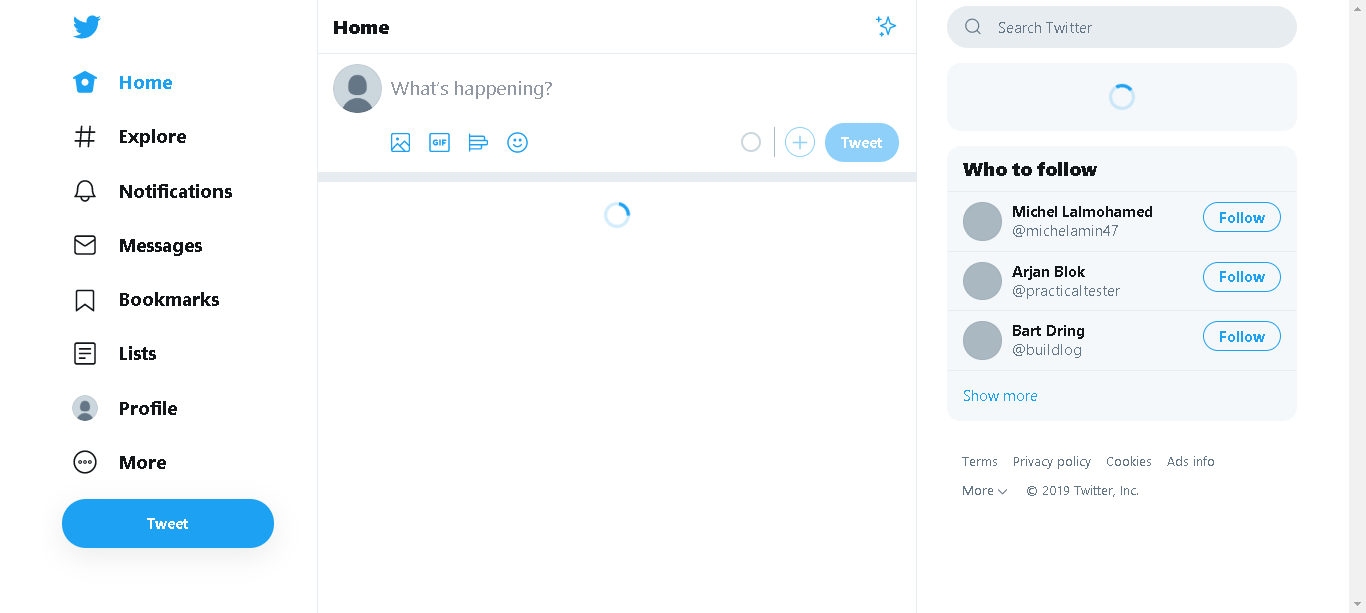 Home
Explore
Notifications
Messages
Bookmarks
Lists
Profile
More
Tweet
Home
What's happening?
GIF
Tweet
Search Twitter
Who to follow
Michel Lalmohamed
@michelamin47
Follow
Arjan Blok
@practicaltester
Follow
Bart Dring
@buildlog
Follow
Show more
Terms Privacy policy Cookies Ads info
More © 2019 Twitter, Inc.